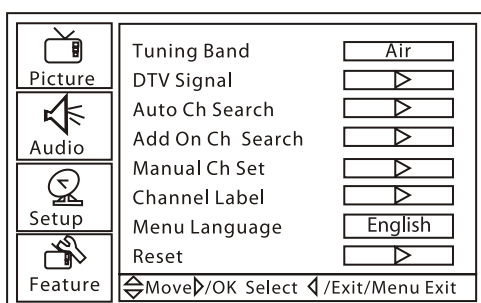 Picture
Audio
Setup
Feature
Tuning Band Air
DTV Signal
Auto Ch Search
Add On Ch Search
Manual Ch Set
Channel Label
Menu Language English
Reset
Move /OK Select /Exit/Menu Exit